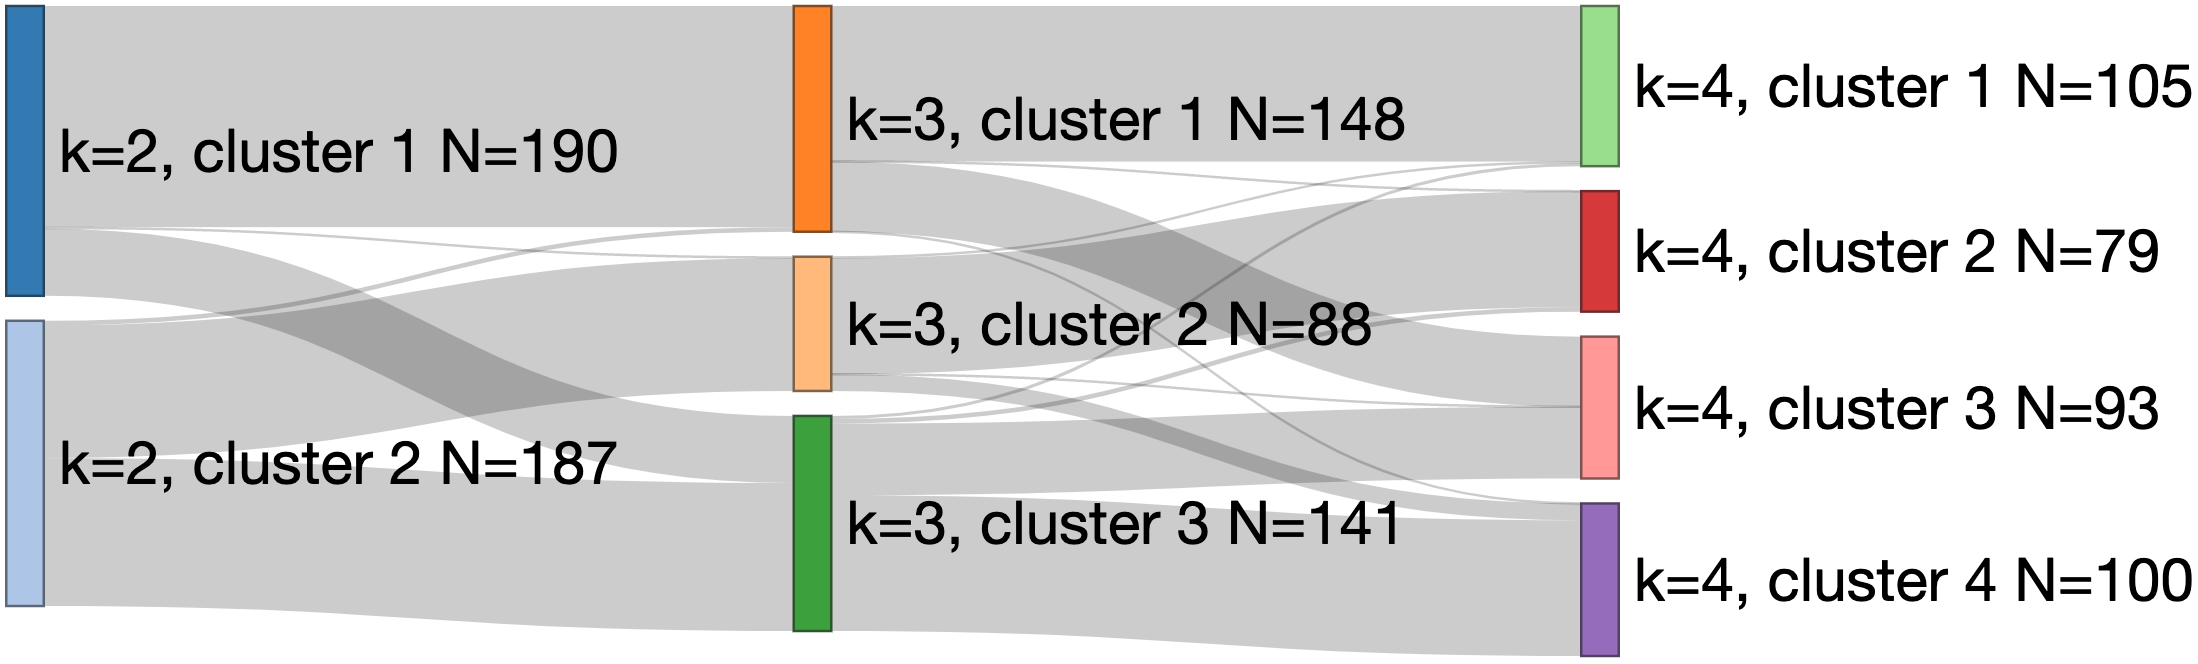 k=2, cluster 1 N=190
k=2, cluster 2 N=187
k=3, cluster 1 N=148
k=3, cluster 2 N=88
k=3, cluster 3 N=141
k=4, cluster 1 N=105
k=4, cluster 2 N=79
k=4, cluster 3 N=93
k=4, cluster 4 N=100